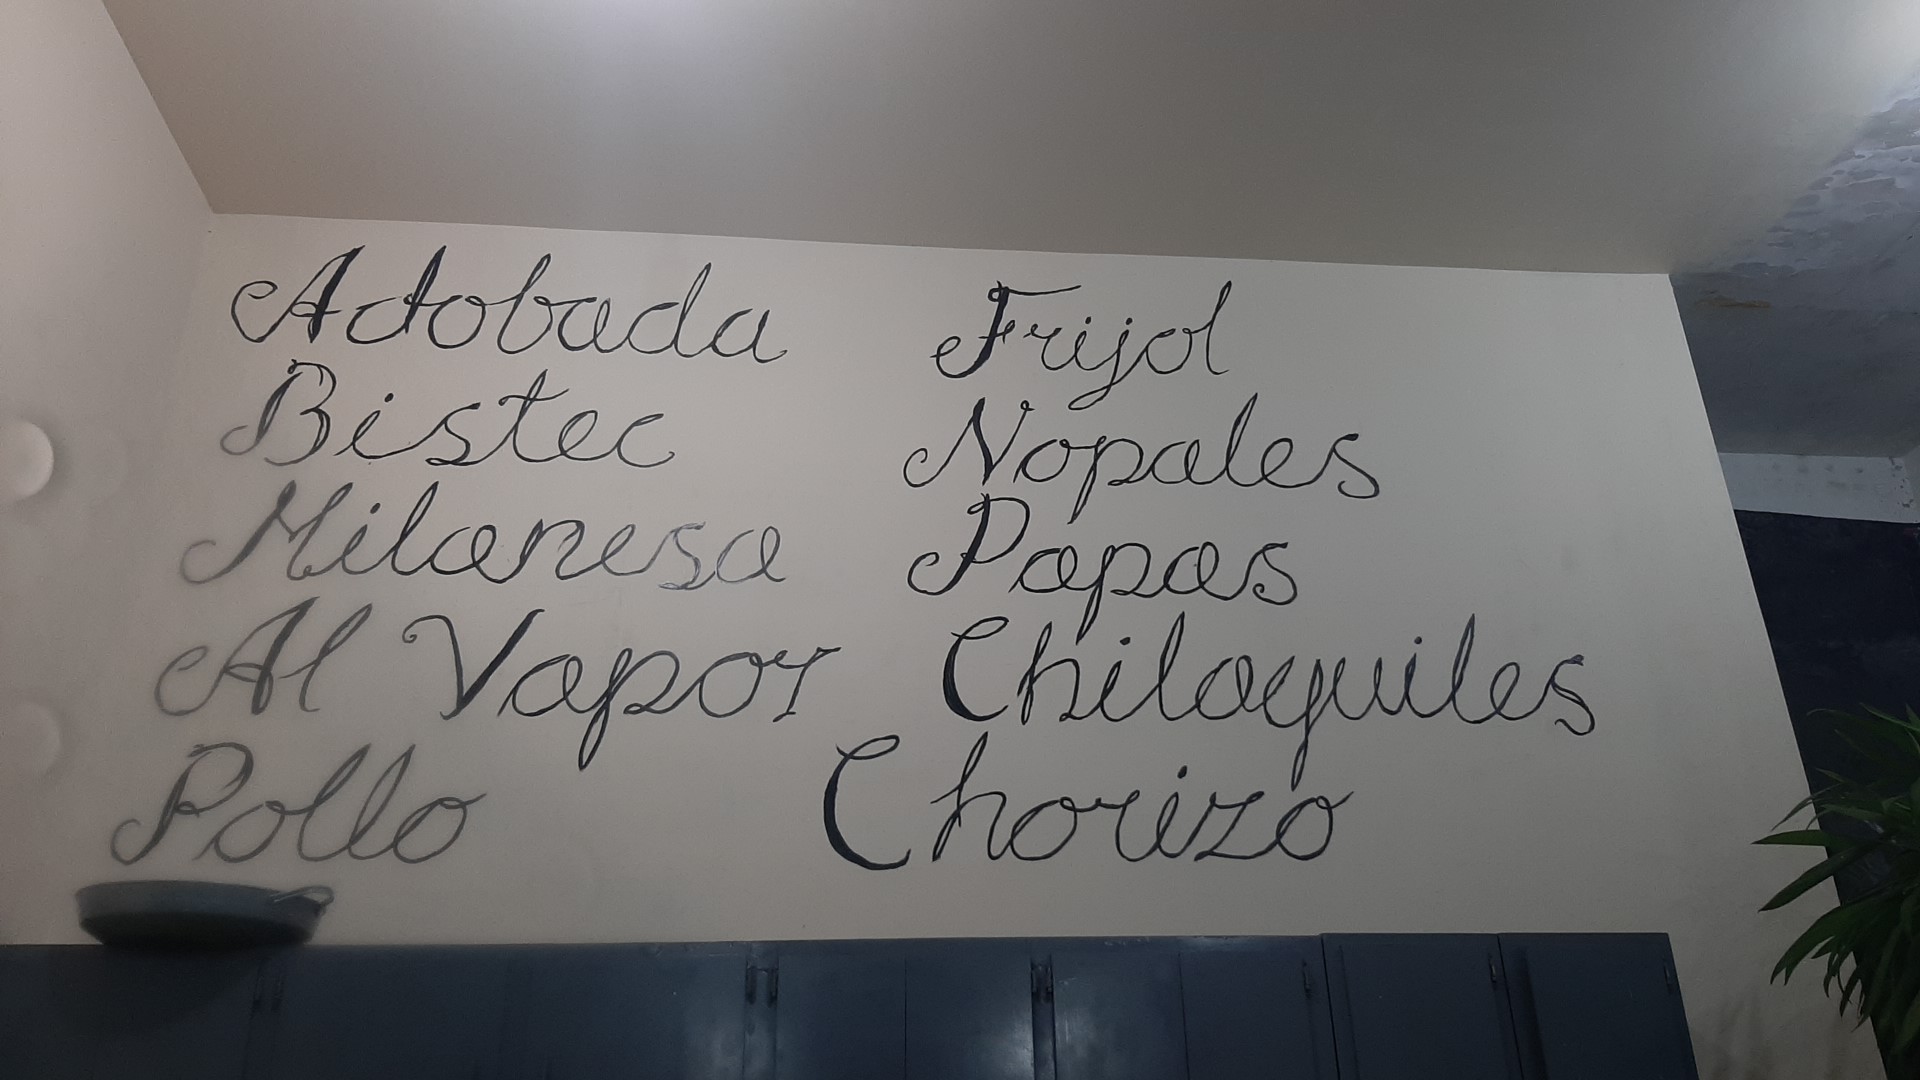 Adobada
Bistec
Milanesa
Al Vapor
Pollo
Frijol
Nopales
Papas
Chilaquiles
Chorizo